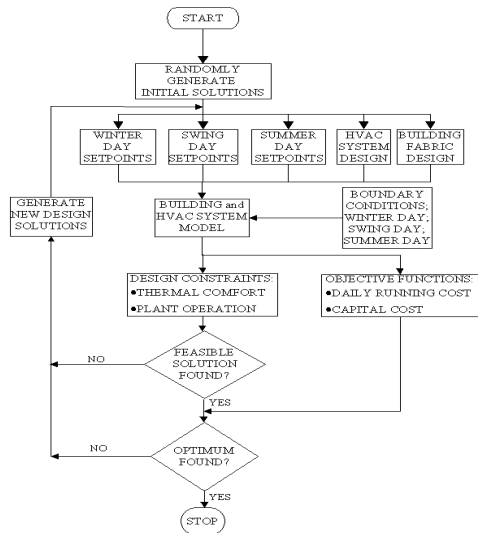 START
RANDOMLY
GENERATE
INITIAL SOLUTIONS
WINTER
DAY
SETPOINTS
SWING
DAY
SETPOINTS
SUMMER
DAY
SETPOINTS
HVAC
SYSTEM
DESIGN
BUILDING
FABRIC
DESIGN
GENERATE
NEW DESIGN
SOLUTIONS
BUILDING and
HVAC SYSTEM
MODEL
BOUNDARY
CONDITIONS;
WINTER DAY;
SWING DAY;
SUMMER DAY
DESIGN CONSTRAINTS:
●THERMAL COMFORT
●PLANT OPERATION
OBJECTIVE FUNCTIONS:
●DAILY RUNNING COST
●CAPITAL COST
NO
FEASIBLE
SOLUTION
FOUND?
YES
NO
OPTIMUM
FOUND?
YES
STOP